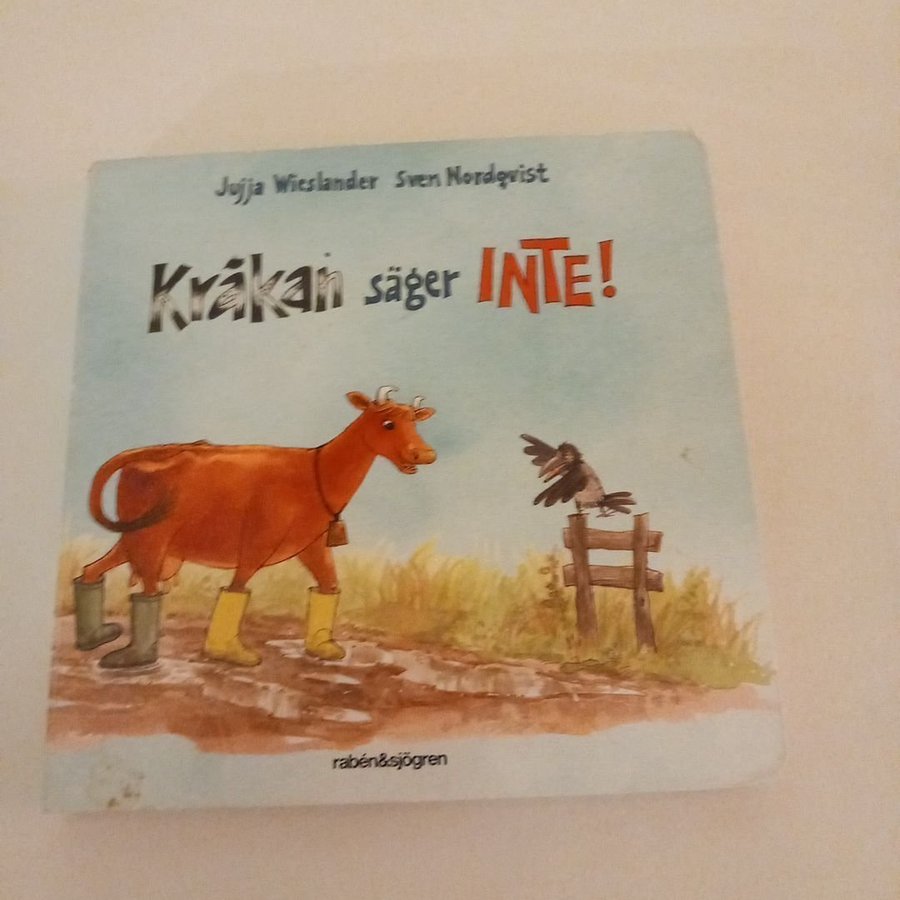 Jujja Wieslander Sven Nordqvist
Kråkan säger INTE!
rabén&sjögren